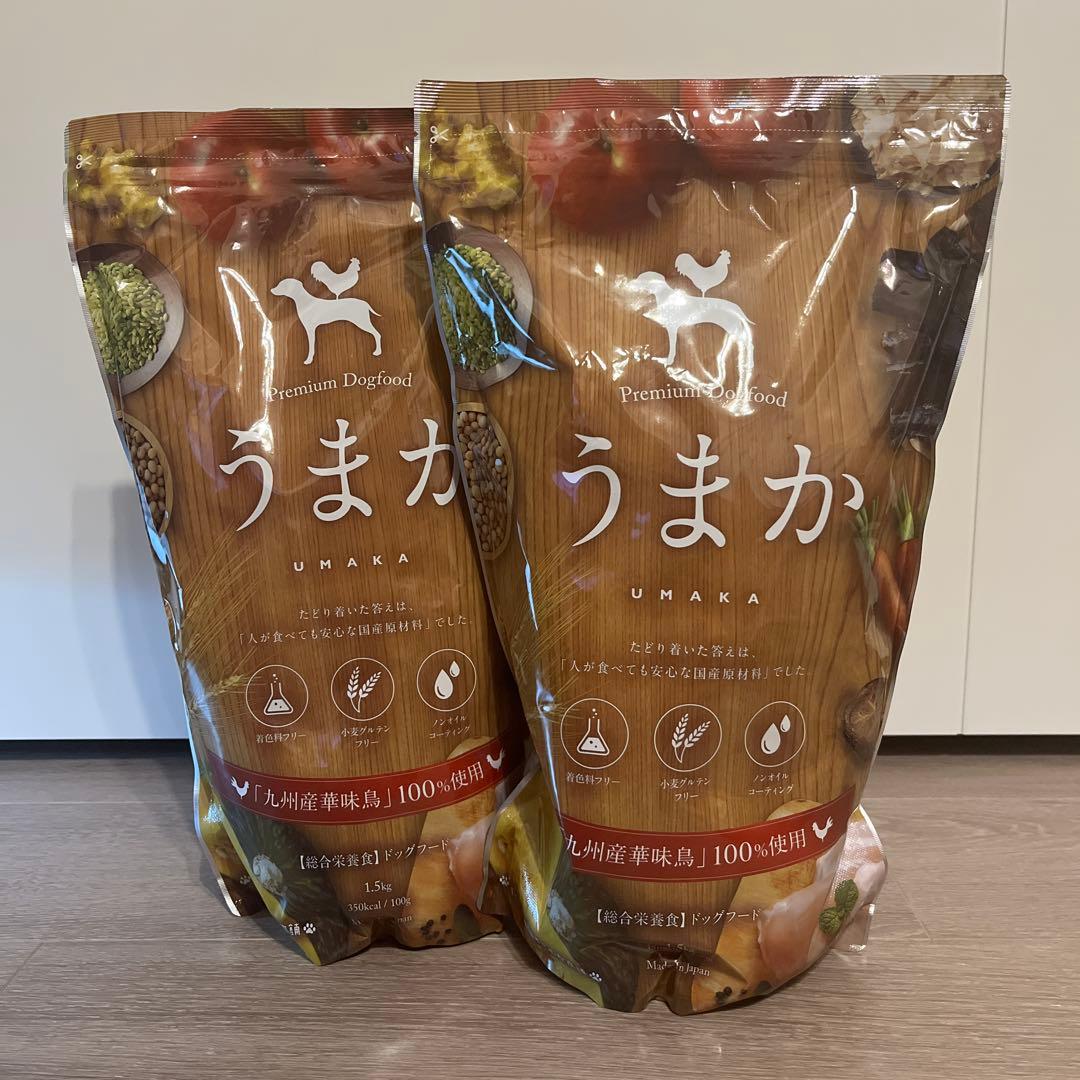 Premium Dogfood
うまか
UMAKA
たどり着いた答えは、
「人が食べても安心な国産原材料」でした。
着色料フリー
小麦グルテン
フリー
ノンオイル
コーティング
「九州産華味鳥」100%使用
【総合栄養食】ドッグフード
1.5kg
350kcal / 100g
Premium Dogfood
うまか
UMAKA
たどり着いた答えは、
「人が食べても安心な国産原材料」でした。
着色料フリー
小麦グルテン
フリー
ノンオイル
コーティング
九州産華味鳥」100%使用
【総合栄養食】ドッグフード
Made in Japan